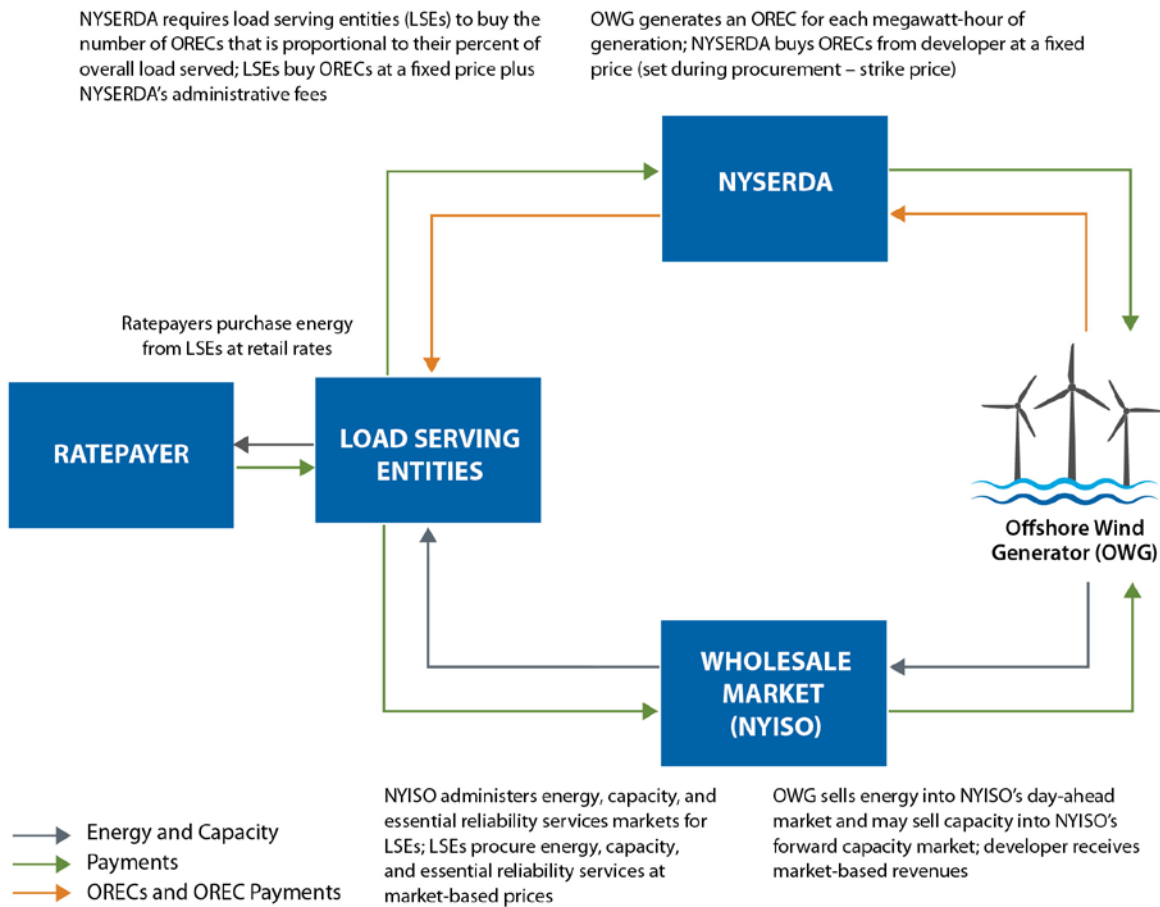 NYSERDA requires load serving entities (LSEs) to buy the
number of ORECs that is proportional to their percent of
overall load served; LSEs buy ORECs at a fixed price plus
NYSERDA's administrative fees
OWG generates an OREC for each megawatt-hour of
generation; NYSERDA buys ORECs from developer at a fixed
price (set during procurement – strike price)
NYSERDA
Ratepayers purchase energy
from LSEs at retail rates
RATEPAYER
LOAD SERVING
ENTITIES
Offshore Wind
Generator (OWG)
WHOLESALE
MARKET
(NYISO)
NYISO administers energy, capacity, and
essential reliability services markets for
LSEs; LSEs procure energy, capacity,
and essential reliability services at
market-based prices
OWG sells energy into NYISO's day-ahead
market and may sell capacity into NYISO's
forward capacity market; developer receives
market-based revenues
Energy and Capacity
Payments
ORECs and OREC Payments